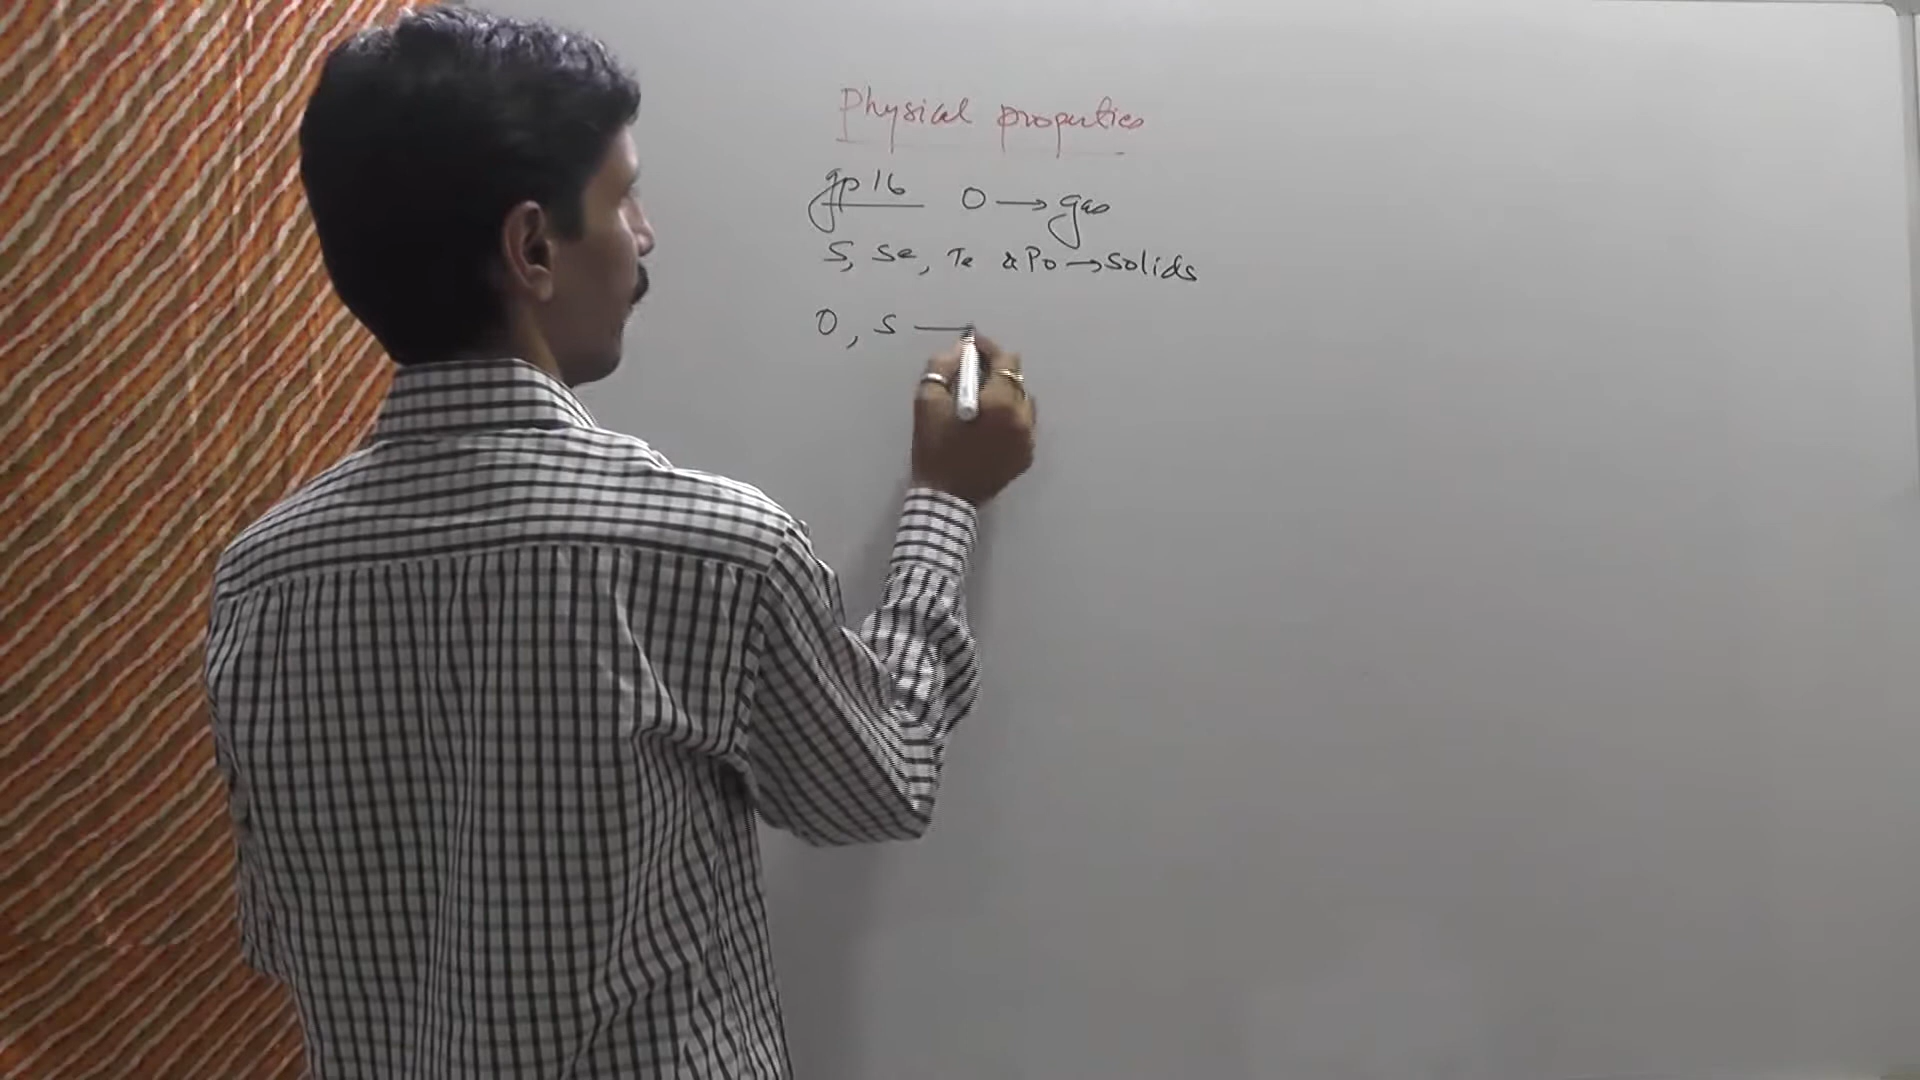 Physical properties
gp 16 O → gas
S, Se, Te & Po → Solids
O, S —